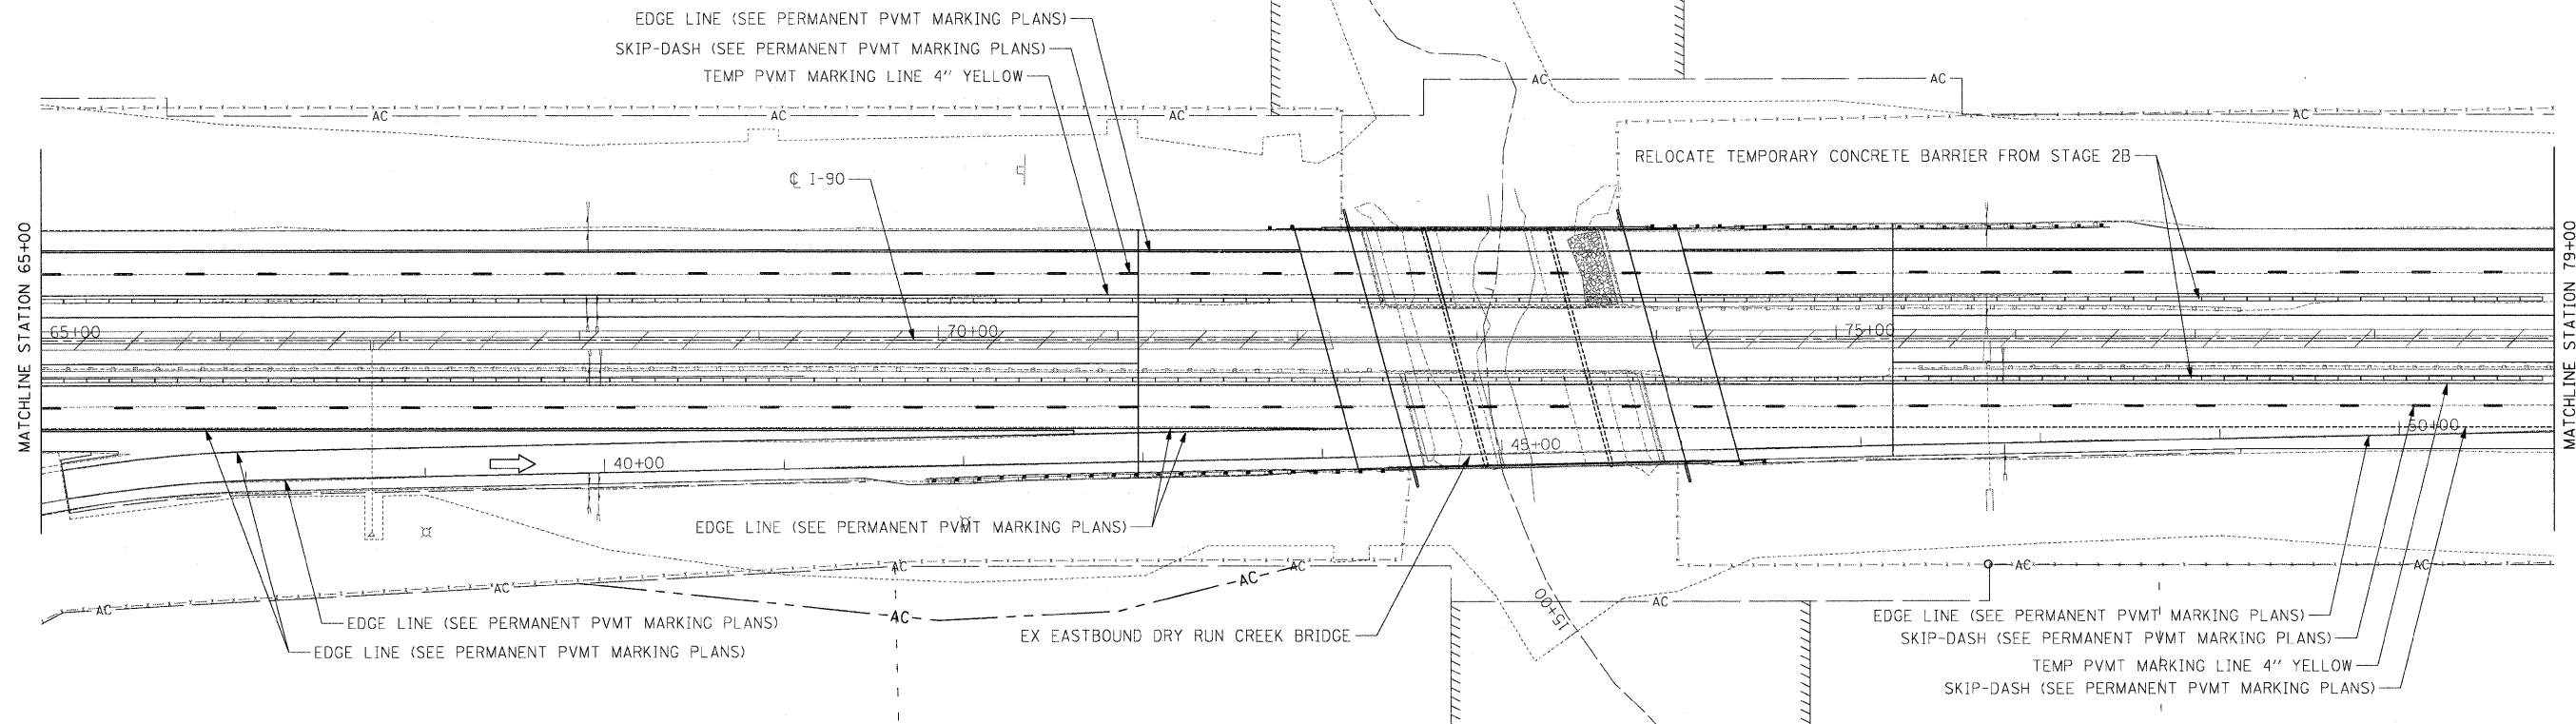 EDGE LINE (SEE PERMANENT PVMT MARKING PLANS)
SKIP-DASH (SEE PERMANENT PVMT MARKING PLANS)
TEMP PVMT MARKING LINE 4" YELLOW
AC
AC
AC
AC
AC
AC
RELOCATE TEMPORARY CONCRETE BARRIER FROM STAGE 2B
℄ I-90
MATCHLINE STATION 65+00
MATCHLINE STATION 79+00
65+00
70+00
75+00
40+00
45+00
50+00
EDGE LINE (SEE PERMANENT PVMT MARKING PLANS)
AC
AC
AC
AC
AC
AC
AC
AC
AC
15+00
EDGE LINE (SEE PERMANENT PVMT MARKING PLANS)
EDGE LINE (SEE PERMANENT PVMT MARKING PLANS)
EX EASTBOUND DRY RUN CREEK BRIDGE
EDGE LINE (SEE PERMANENT PVMT MARKING PLANS)
SKIP-DASH (SEE PERMANENT PVMT MARKING PLANS)
TEMP PVMT MARKING LINE 4" YELLOW
SKIP-DASH (SEE PERMANENT PVMT MARKING PLANS)